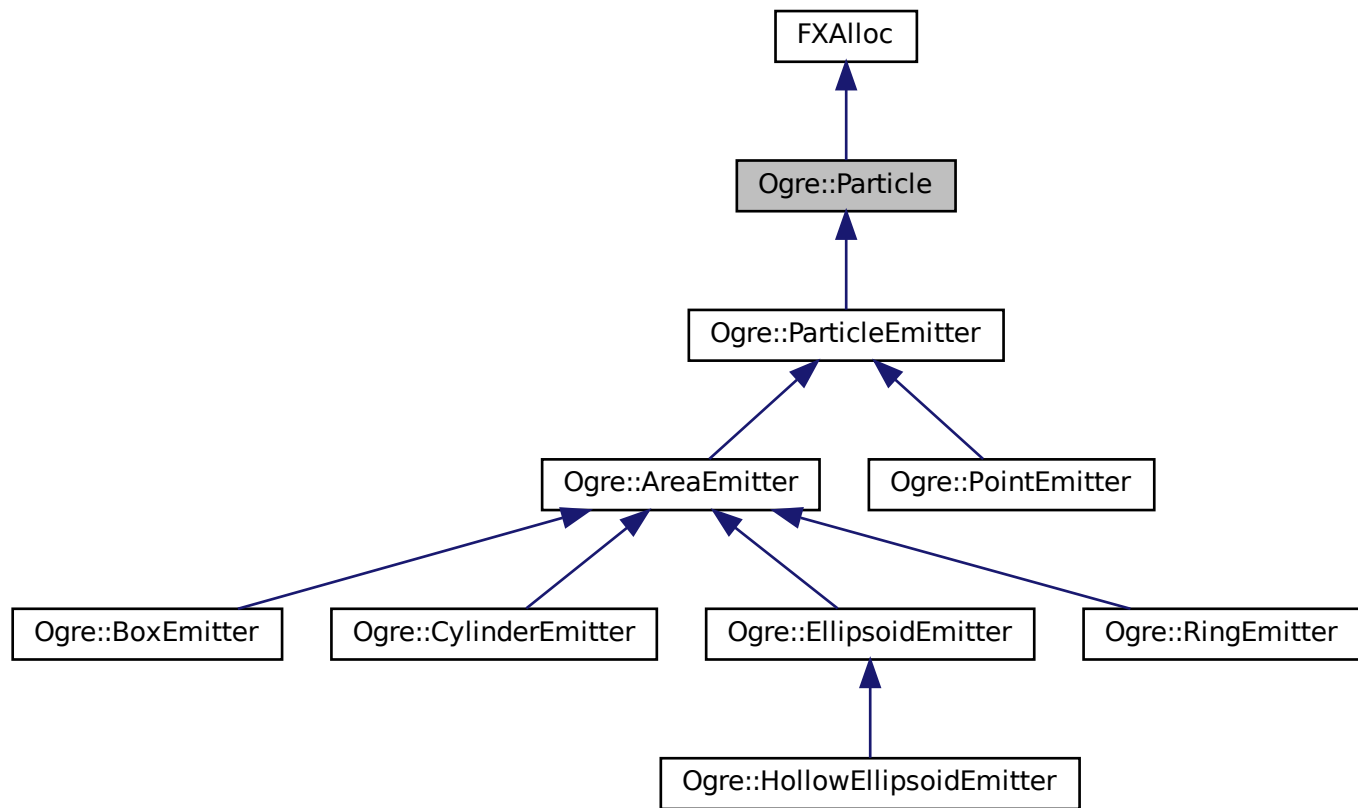 FXAlloc
Ogre::Particle
Ogre::ParticleEmitter
Ogre::AreaEmitter
Ogre::PointEmitter
Ogre::BoxEmitter
Ogre::CylinderEmitter
Ogre::EllipsoidEmitter
Ogre::RingEmitter
Ogre::HollowEllipsoidEmitter